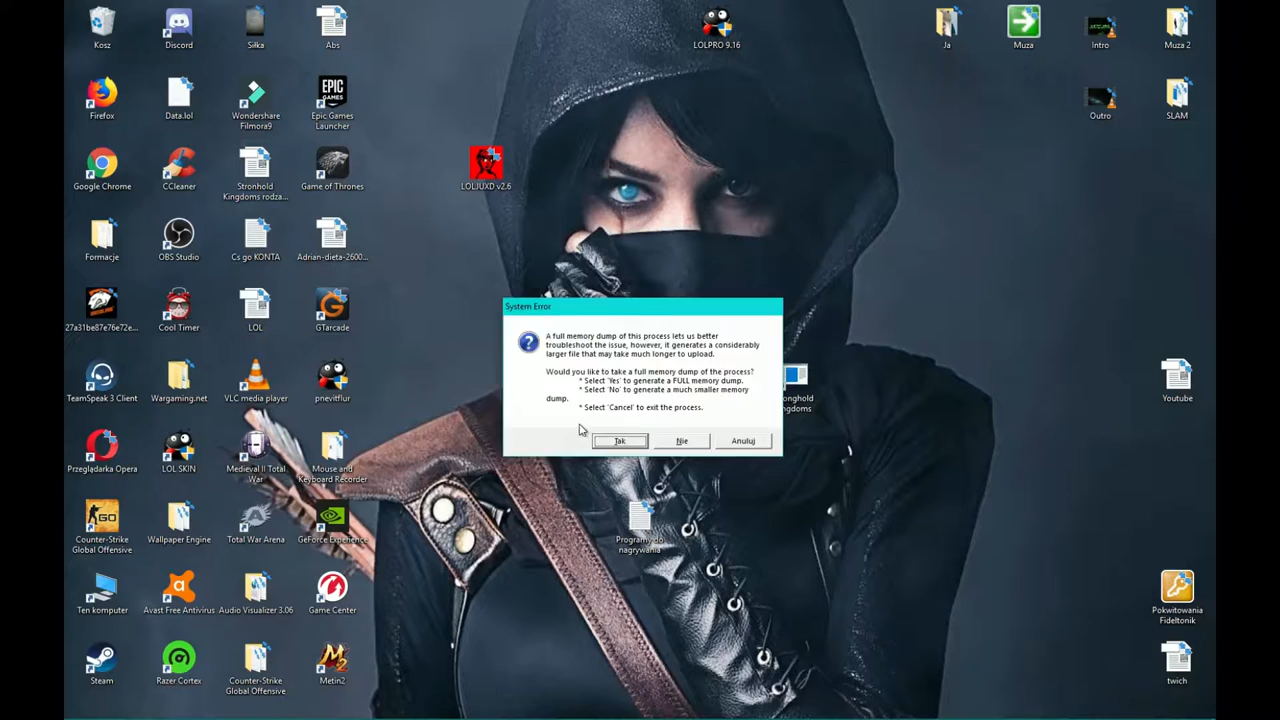 Kosz
Discord
Siłka
Abs
LOLPRO 9.16
Ja
Muza
Intro
Muza 2
Firefox
Data.lol
Wondershare
Filmora9
EPIC
GAMES
Epic Games
Launcher
Outro
SLAM
Google Chrome
CCleaner
Stronghold
Kingdoms rodza...
Game of Thrones
LOLJUXD v2.6
Formacje
OBS Studio
Cs go KONTA
Adrian-dieta-2600...
27a31be87e76e72e...
Cool Timer
LOL
GTarcade
System Error
A full memory dump of this process lets us better
troubleshoot the issue, however, it generates a considerably
larger file that may take much longer to upload.
Would you like to take a full memory dump of the process?
* Select 'Yes' to generate a FULL memory dump.
* Select 'No' to generate a much smaller memory
dump.
* Select 'Cancel' to exit the process.
Tak
Nie
Anuluj
TeamSpeak 3 Client
Wargaming.net
VLC media player
pnevitflur
onghold
ngdoms
Youtube
Przeglądarka Opera
LOL SKIN
Medieval II Total
War
Mouse and
Keyboard Recorder
GO
Counter-Strike
Global Offensive
Wallpaper Engine
Total War Arena
GeForce Experience
Programy do
nagrywania
Ten komputer
Avast Free Antivirus
Audio Visualizer 3.06
Game Center
Pokwitowania
Fideltonik
Steam
Razer Cortex
Counter-Strike
Global Offensive
Metin2
twich